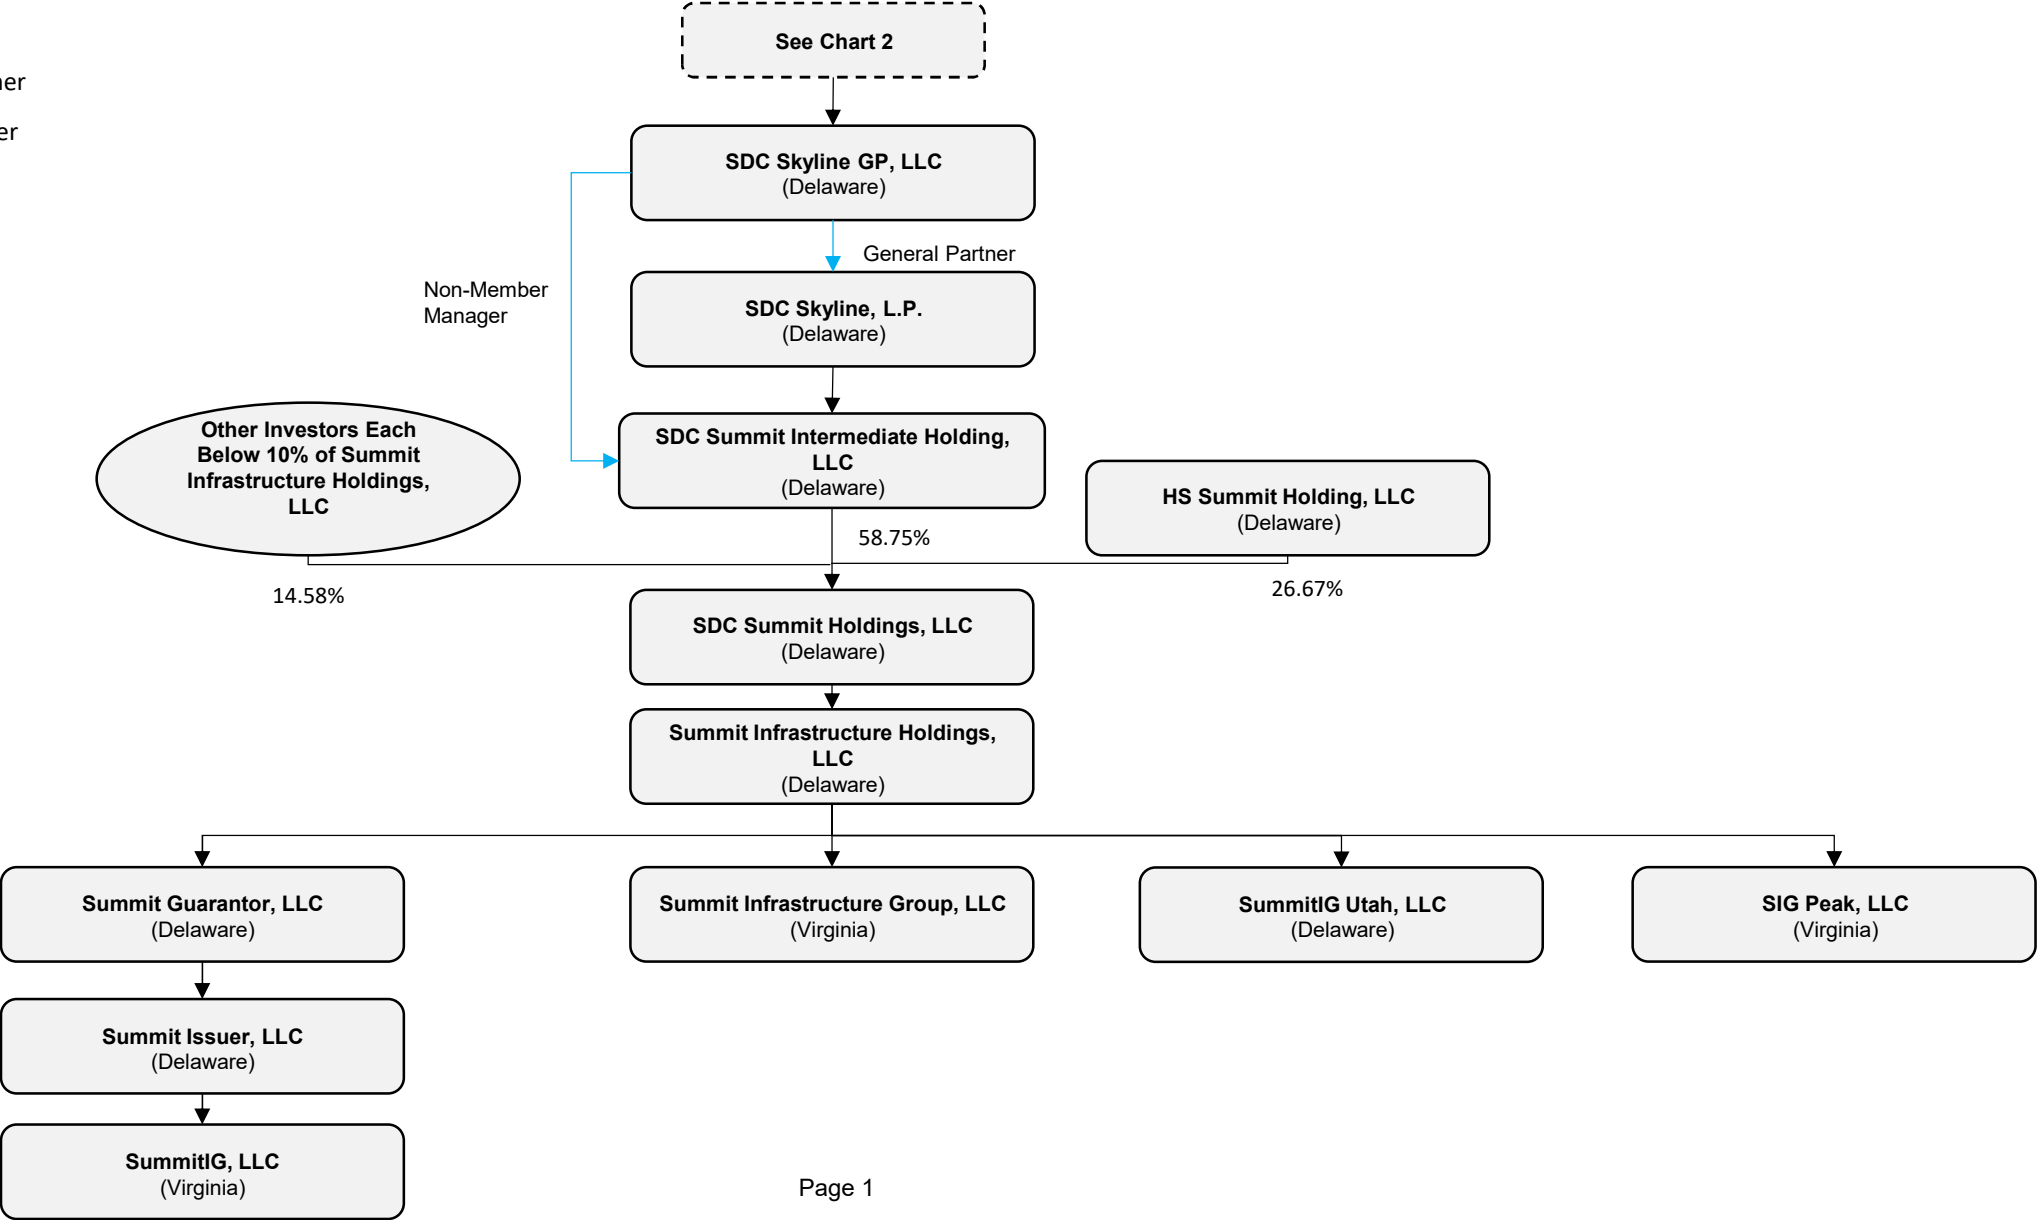 See Chart 2
SDC Skyline GP, LLC
(Delaware)
General Partner
Non-Member
Manager
SDC Skyline, L.P.
(Delaware)
Other Investors Each
Below 10% of Summit
Infrastructure Holdings,
LLC
SDC Summit Intermediate Holding,
LLC
(Delaware)
HS Summit Holding, LLC
(Delaware)
58.75%
14.58%
26.67%
SDC Summit Holdings, LLC
(Delaware)
Summit Infrastructure Holdings,
LLC
(Delaware)
Summit Guarantor, LLC
(Delaware)
Summit Infrastructure Group, LLC
(Virginia)
SummitIG Utah, LLC
(Delaware)
SIG Peak, LLC
(Virginia)
Summit Issuer, LLC
(Delaware)
SummitIG, LLC
(Virginia)
Page 1